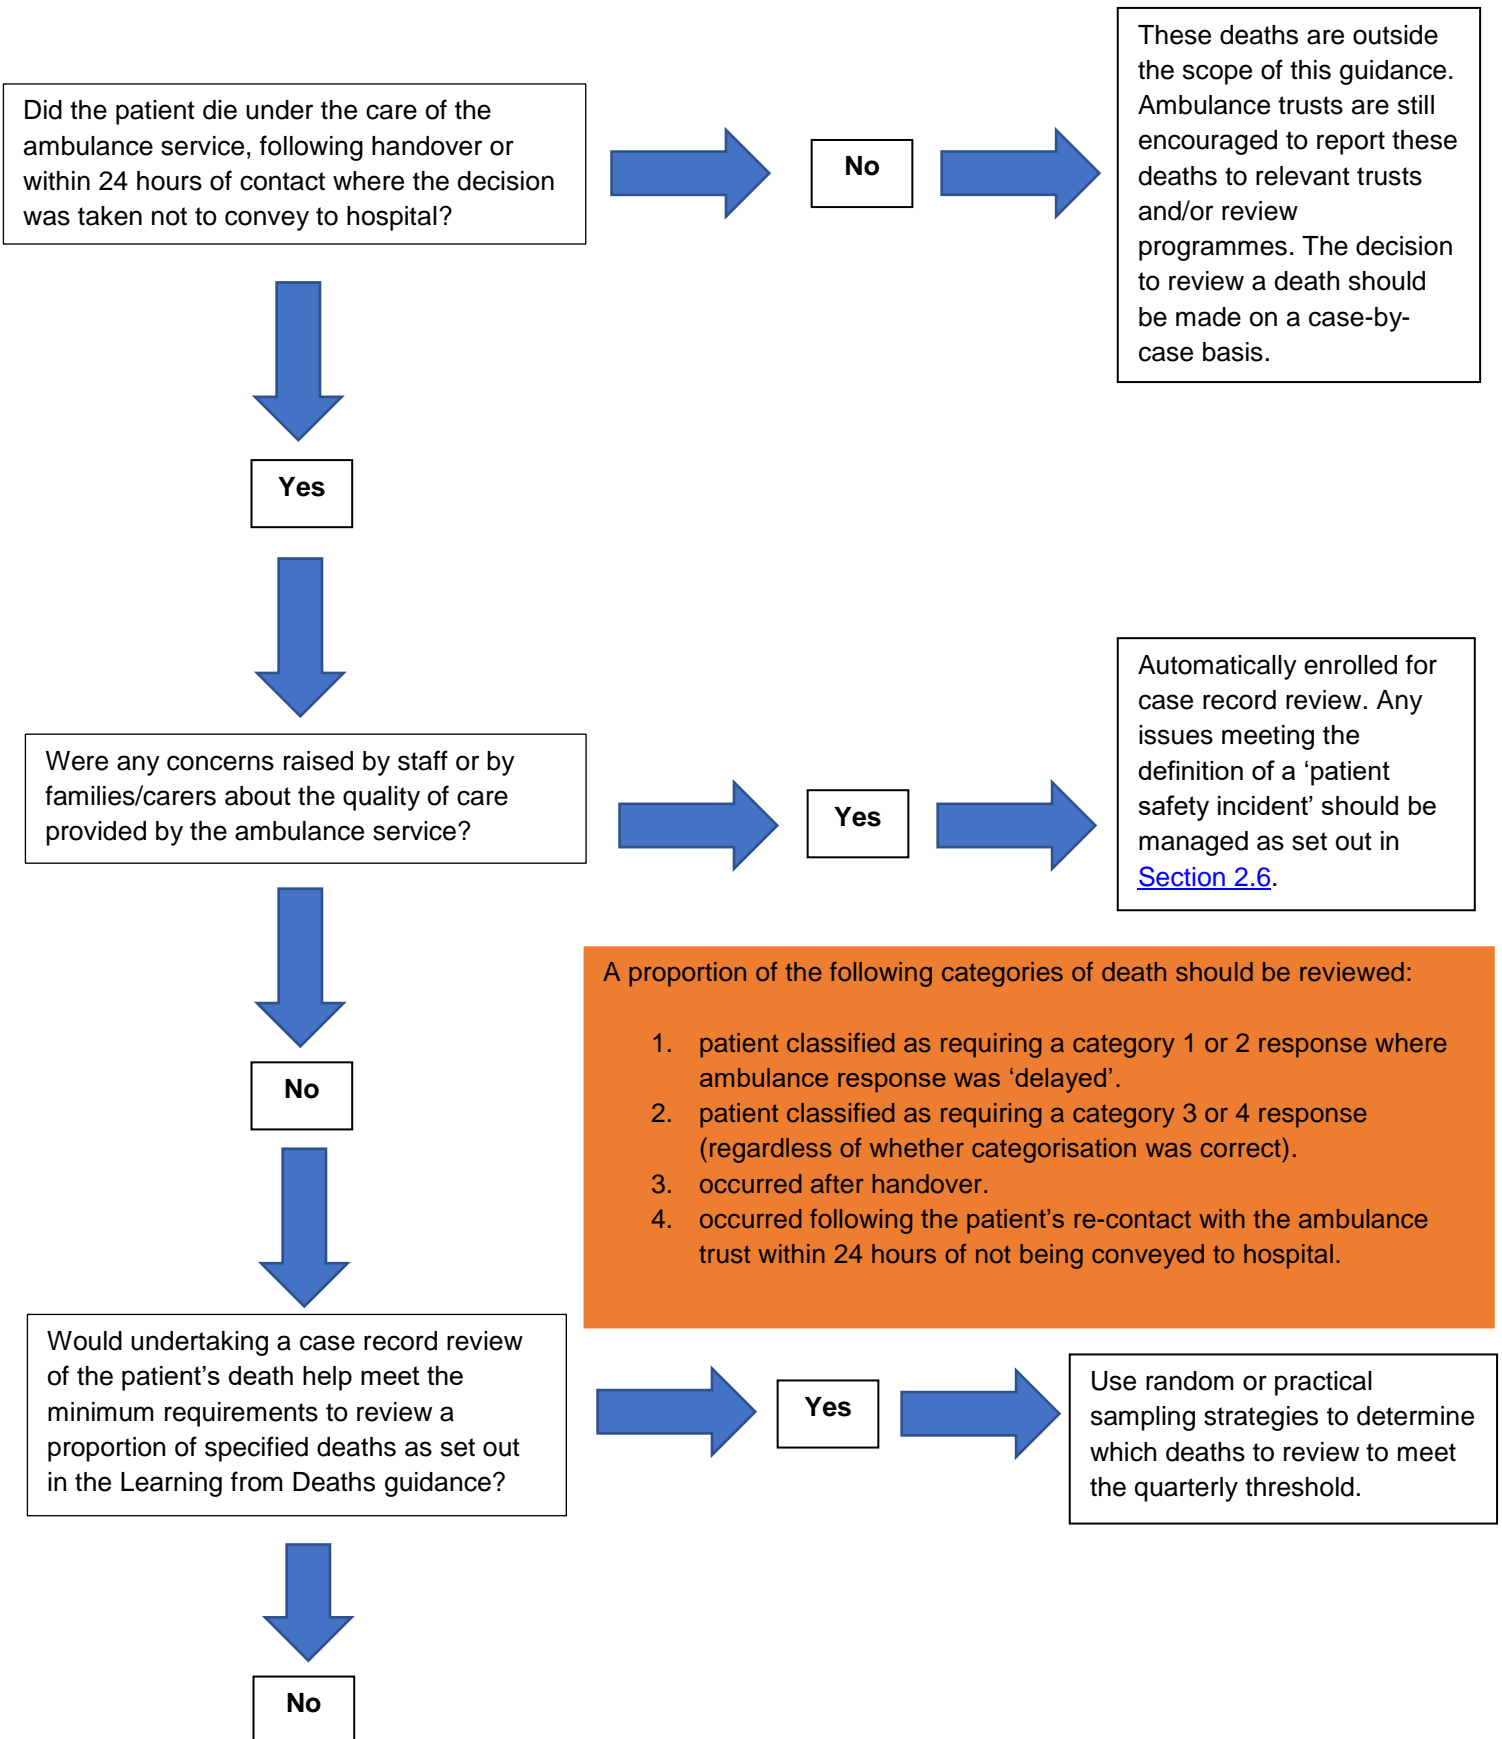 Did the patient die under the care of the
ambulance service, following handover or
within 24 hours of contact where the decision
was taken not to convey to hospital?
No
These deaths are outside
the scope of this guidance.
Ambulance trusts are still
encouraged to report these
deaths to relevant trusts
and/or review
programmes. The decision
to review a death should
be made on a case-by-
case basis.
Yes
Were any concerns raised by staff or by
families/carers about the quality of care
provided by the ambulance service?
Yes
Automatically enrolled for
case record review. Any
issues meeting the
definition of a ‘patient
safety incident’ should be
managed as set out in
Section 2.6.
No
A proportion of the following categories of death should be reviewed:
1. patient classified as requiring a category 1 or 2 response where
ambulance response was ‘delayed’.
2. patient classified as requiring a category 3 or 4 response
(regardless of whether categorisation was correct).
3. occurred after handover.
4. occurred following the patient’s re-contact with the ambulance
trust within 24 hours of not being conveyed to hospital.
Would undertaking a case record review
of the patient’s death help meet the
minimum requirements to review a
proportion of specified deaths as set out
in the Learning from Deaths guidance?
Yes
Use random or practical
sampling strategies to determine
which deaths to review to meet
the quarterly threshold.
No